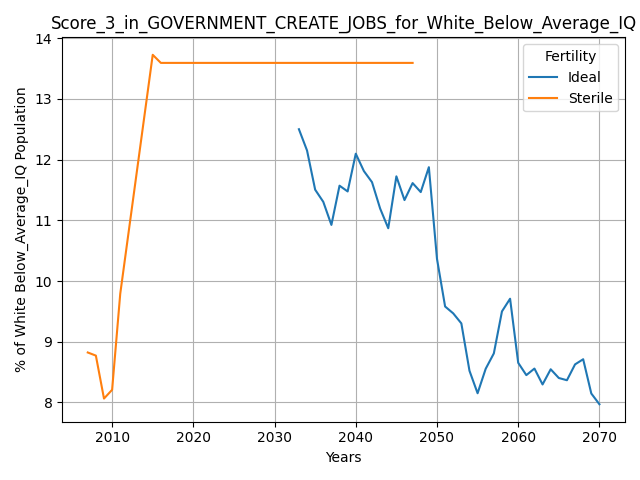 Score_3_in_GOVERNMENT_CREATE_JOBS_for_White_Below_Average_IQ
Fertility
Ideal
Sterile
% of White Below_Average_IQ Population
14
13
12
11
10
9
8
2010 2020 2030 2040 2050 2060 2070
Years